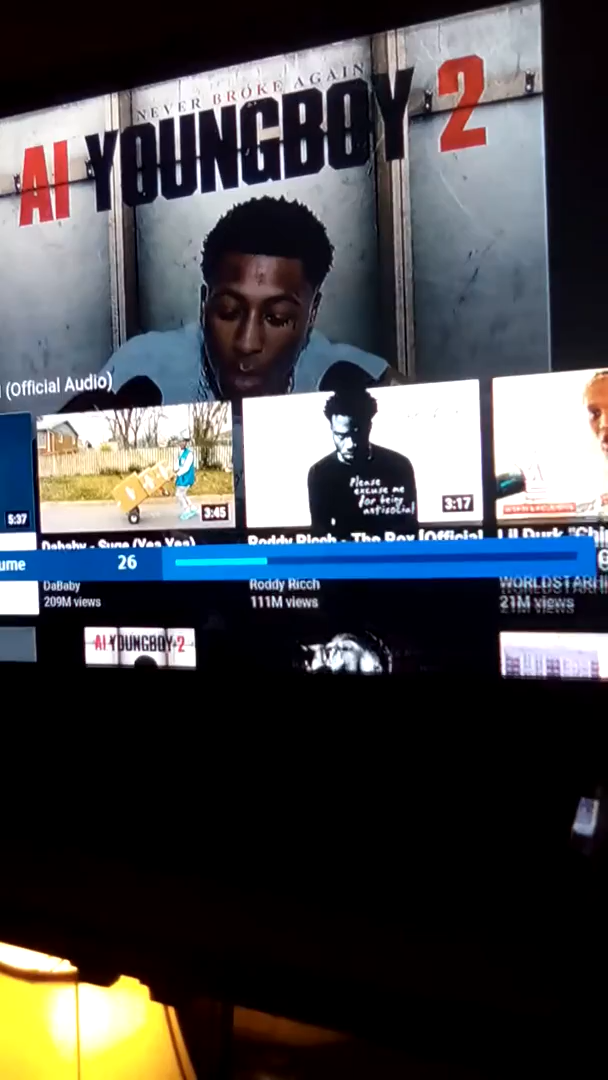 NEVER BROKE AGAIN
AI YOUNGBOY 2
(Official Audio)
Please
excuse me
for being
antisocial
5:37
3:45
3:17
Dababy - Suge (Yea Yea)
Roddy Ricch - The Box [Official
Lil Durk "Chi
ume 26
DaBaby
Roddy Ricch
WORLDSTARHI
209M views
111M views
21M views
AI YOUNGBOY 2